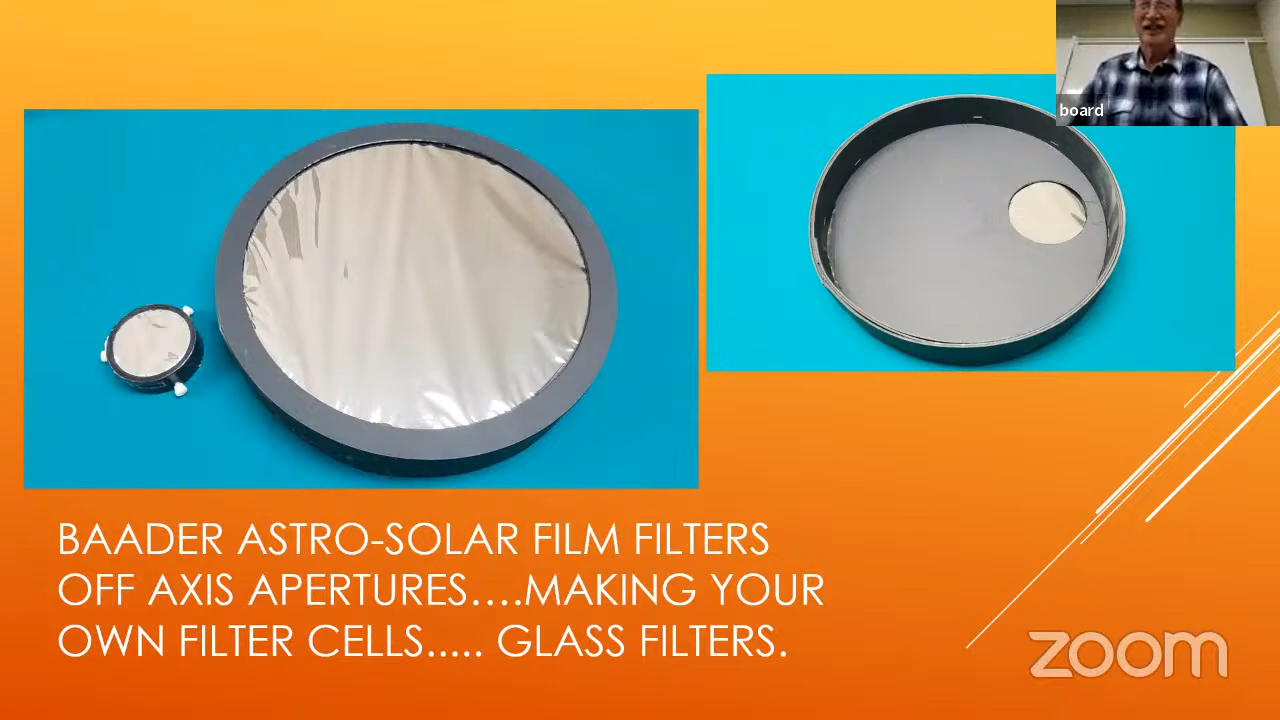 board
BAADER ASTRO-SOLAR FILM FILTERS
OFF AXIS APERTURES....MAKING YOUR
OWN FILTER CELLS..... GLASS FILTERS.
zoom